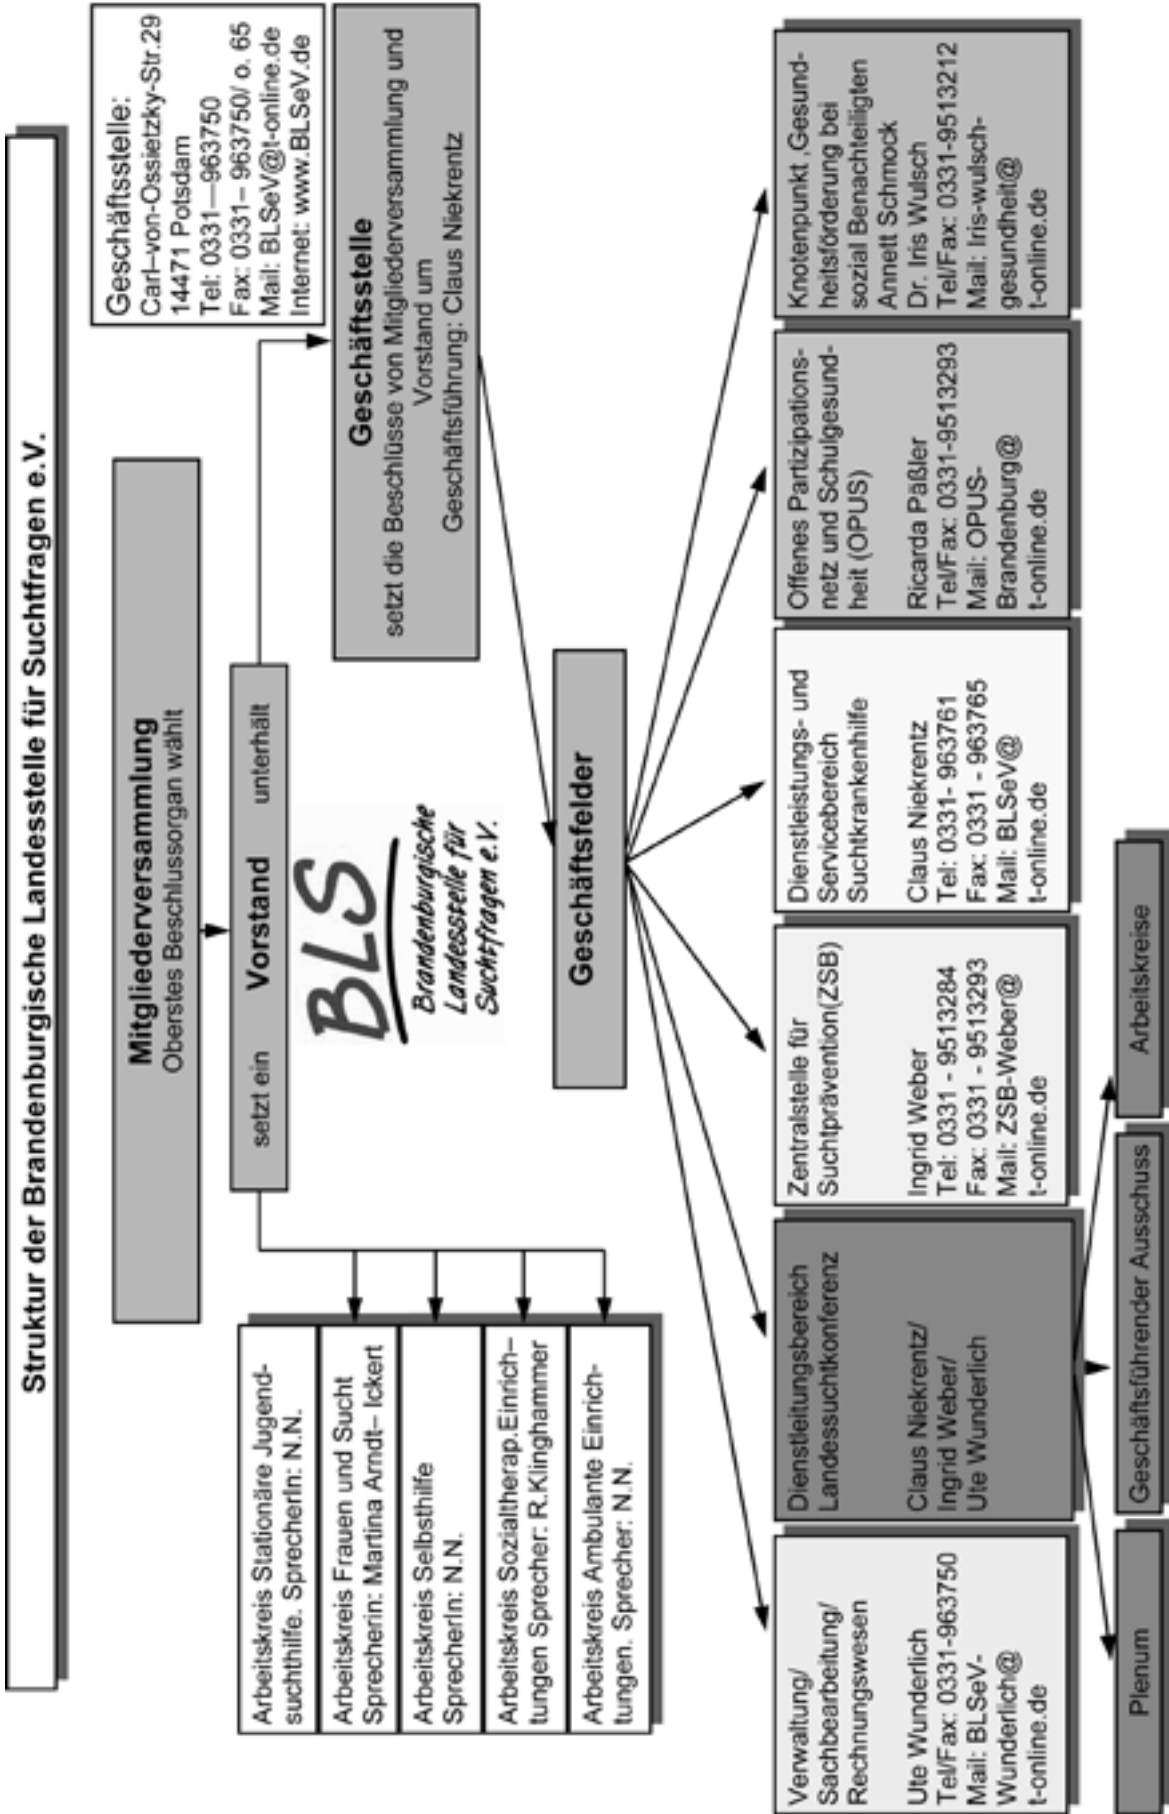 Struktur der Brandenburgische Landesstelle für Suchtfragen e.V.
Mitgliederversammlung
Oberstes Beschlussorgan wählt
Geschäftsstelle:
Carl–von-Ossietzky-Str.29
14471 Potsdam
Tel: 0331—963750
Fax: 0331– 963750/ o. 65
Mail: BLSeV@t-online.de
Internet: www.BLSeV.de
setzt ein Vorstand unterhält
BLS
Brandenburgische
Landesstelle für
Suchtfragen e.V.
Geschäftsstelle
setzt die Beschlüsse von Mitgliederversammlung und
Vorstand um
Geschäftsführung: Claus Niekrentz
Arbeitskreis Stationäre Jugend-
suchthilfe. SprecherIn: N.N.
Arbeitskreis Frauen und Sucht
Sprecherin: Martina Arndt– Ickert
Arbeitskreis Selbsthilfe
SprecherIn: N.N.
Arbeitskreis Sozialtherap.Einrich–
tungen Sprecher: R.Klinghammer
Arbeitskreis Ambulante Einrich-
tungen. Sprecher: N.N.
Geschäftsfelder
Verwaltung/
Sachbearbeitung/
Rechnungswesen
Ute Wunderlich
Tel/Fax: 0331-963750
Mail: BLSeV-
Wunderlich@
t-online.de
Dienstleitungsbereich
Landessuchtkonferenz
Claus Niekrentz/
Ingrid Weber/
Ute Wunderlich
Zentralstelle für
Suchtprävention(ZSB)
Ingrid Weber
Tel: 0331 - 9513284
Fax: 0331 - 9513293
Mail: ZSB-Weber@
t-online.de
Dienstleistungs- und
Servicebereich
Suchtkrankenhilfe
Claus Niekrentz
Tel: 0331- 963761
Fax: 0331 - 963765
Mail: BLSeV@
t-online.de
Offenes Partizipations-
netz und Schulgesund-
heit (OPUS)
Ricarda Päßler
Tel/Fax: 0331-9513293
Mail: OPUS-
Brandenburg@
t-online.de
Knotenpunkt ‚Gesund-
heitsförderung bei
sozial Benachteiligten
Annett Schmock
Dr. Iris Wulsch
Tel/Fax: 0331-9513212
Mail: Iris-wulsch-
gesundheit@
t-online.de
Plenum
Geschäftsführender Ausschuss
Arbeitskreise